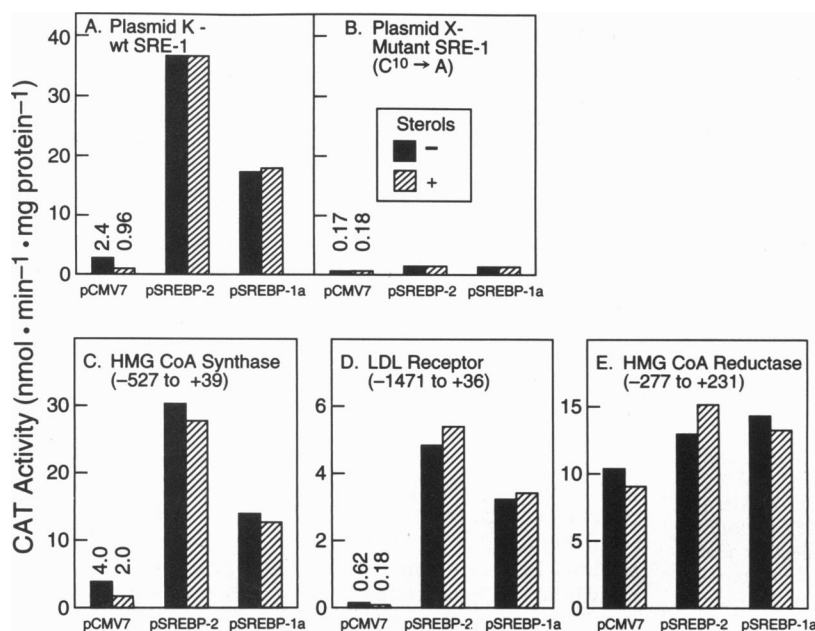 CAT Activity (nmol • min–1 • mg protein–1)
A. Plasmid K -
wt SRE-1
40
30
20
10
0
2.4
0.96
pCMV7
pSREBP-2
pSREBP-1a
B. Plasmid X-
Mutant SRE-1
(C10 → A)
Sterols
–
+
0.17
0.18
pCMV7
pSREBP-2
pSREBP-1a
C. HMG CoA Synthase
(–527 to +39)
30
20
10
0
4.0
2.0
pCMV7
pSREBP-2
pSREBP-1a
D. LDL Receptor
(–1471 to +36)
6
4
2
0
0.62
0.18
pCMV7
pSREBP-2
pSREBP-1a
E. HMG CoA Reductase
(–277 to +231)
15
10
5
0
pCMV7
pSREBP-2
pSREBP-1a